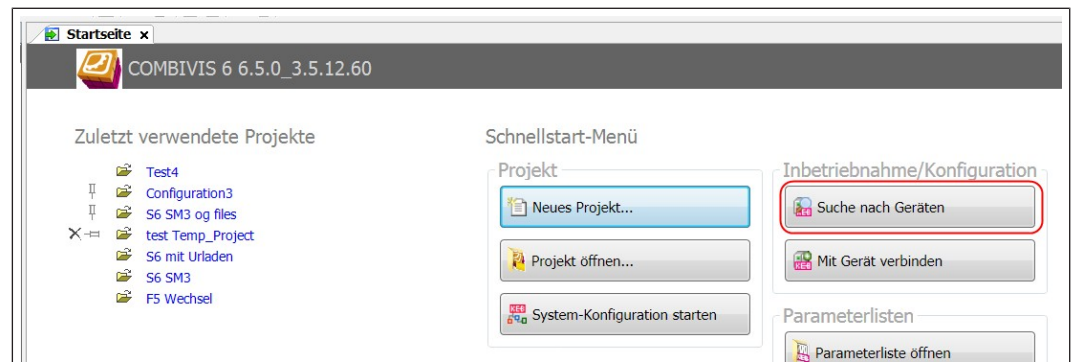 Startseite x
COMBIVIS 6 6.5.0_3.5.12.60
Zuletzt verwendete Projekte
Test4
Configuration3
S6 SM3 og files
test Temp_Project
S6 mit Urladen
S6 SM3
F5 Wechsel
Schnellstart-Menü
Projekt
Neues Projekt...
Projekt öffnen...
System-Konfiguration starten
Inbetriebnahme/Konfiguration
Suche nach Geräten
Mit Gerät verbinden
Parameterlisten
Parameterliste öffnen